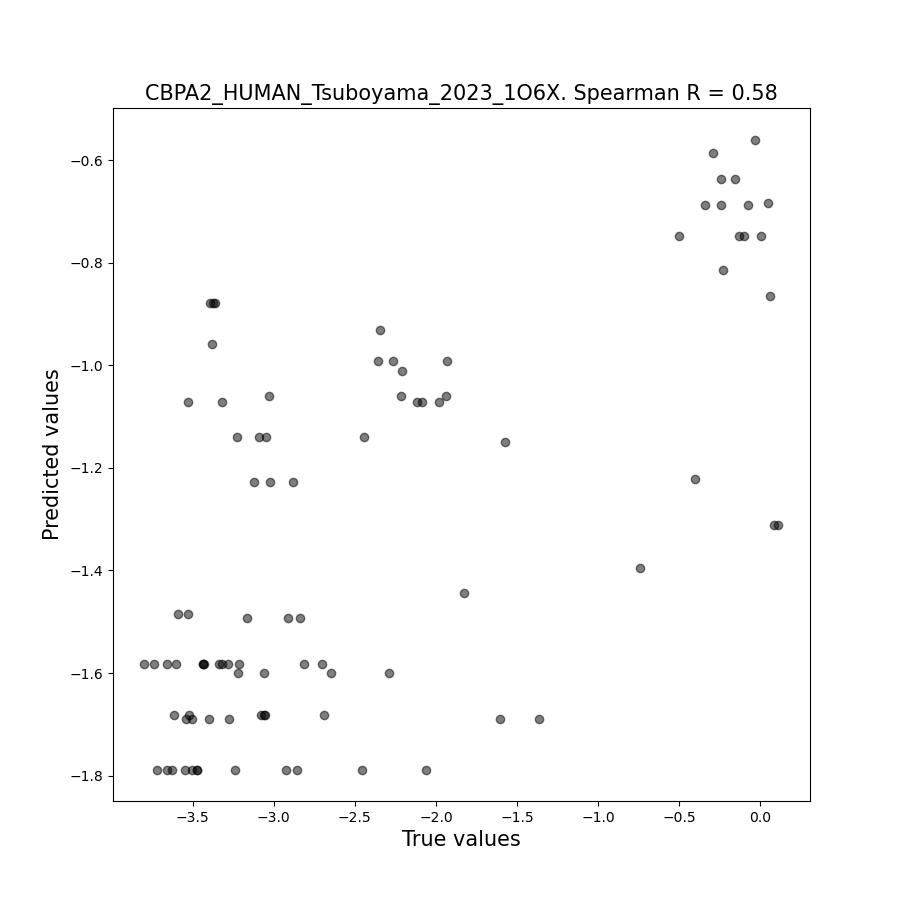 CBPA2_HUMAN_Tsuboyama_2023_1O6X. Spearman R = 0.58
−0.6
−0.8
−1.0
−1.2
−1.4
−1.6
−1.8
Predicted values
−3.5 −3.0 −2.5 −2.0 −1.5 −1.0 −0.5 0.0
True values